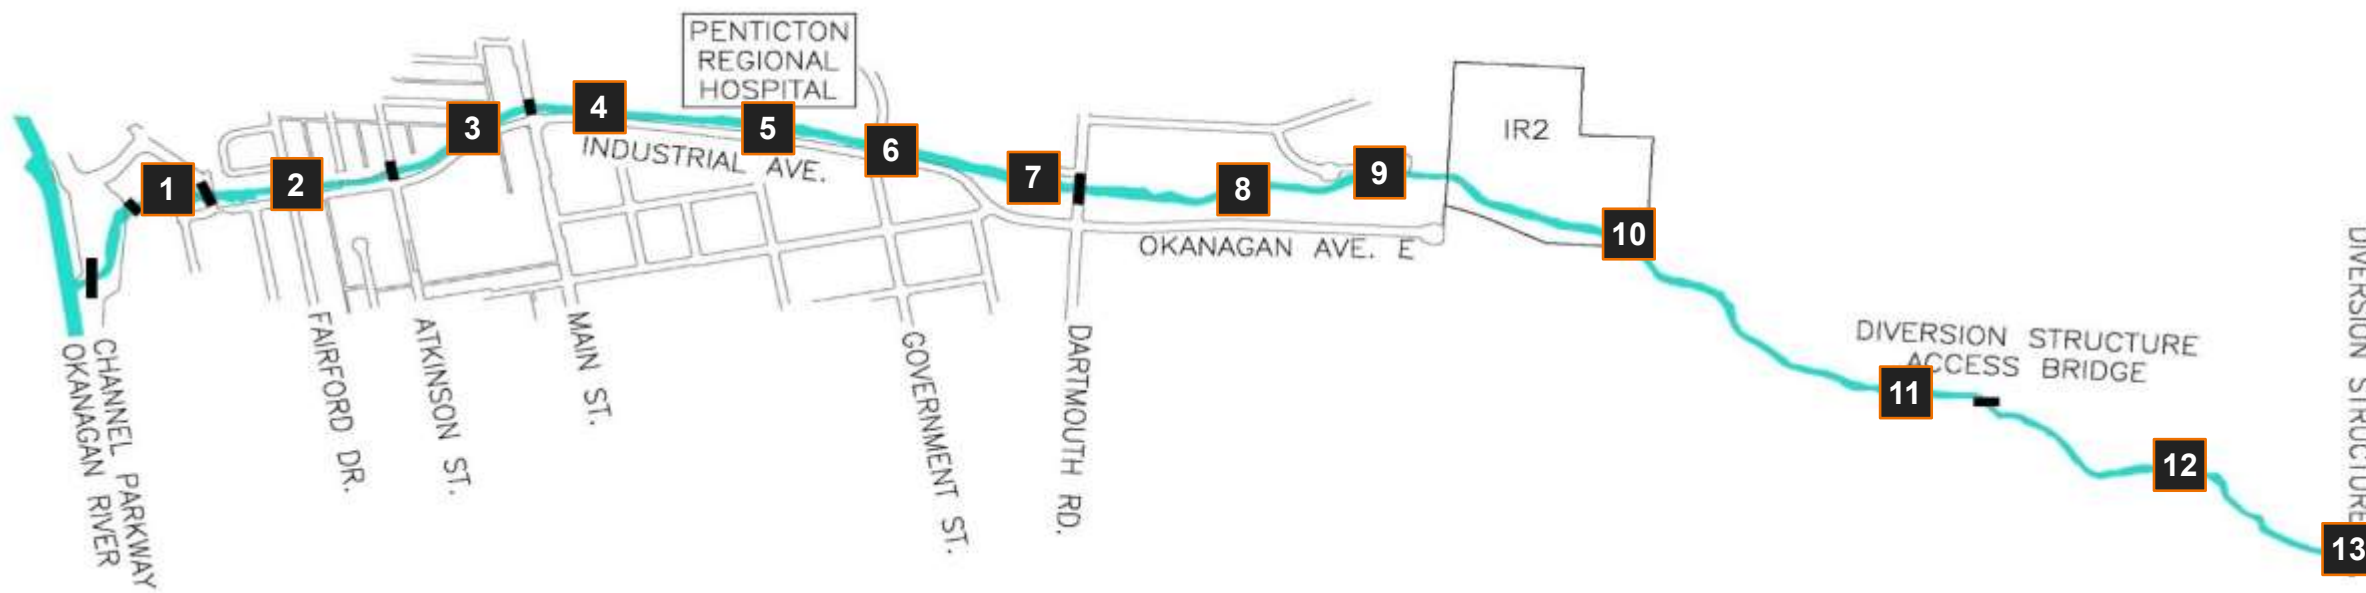 PENTICTON
REGIONAL
HOSPITAL
4
3
5
INDUSTRIAL AVE.
6
IR2
1
2
7
8
9
10
OKANAGAN AVE. E
CHANNEL PARKWAY
OKANAGAN RIVER
FAIRFORD DR.
ATKINSON ST.
MAIN ST.
GOVERNMENT ST.
DARTMOUTH RD.
DIVERSION STRUCTURE
ACCESS BRIDGE
11
12
DIVERSION STRUCTURE
13